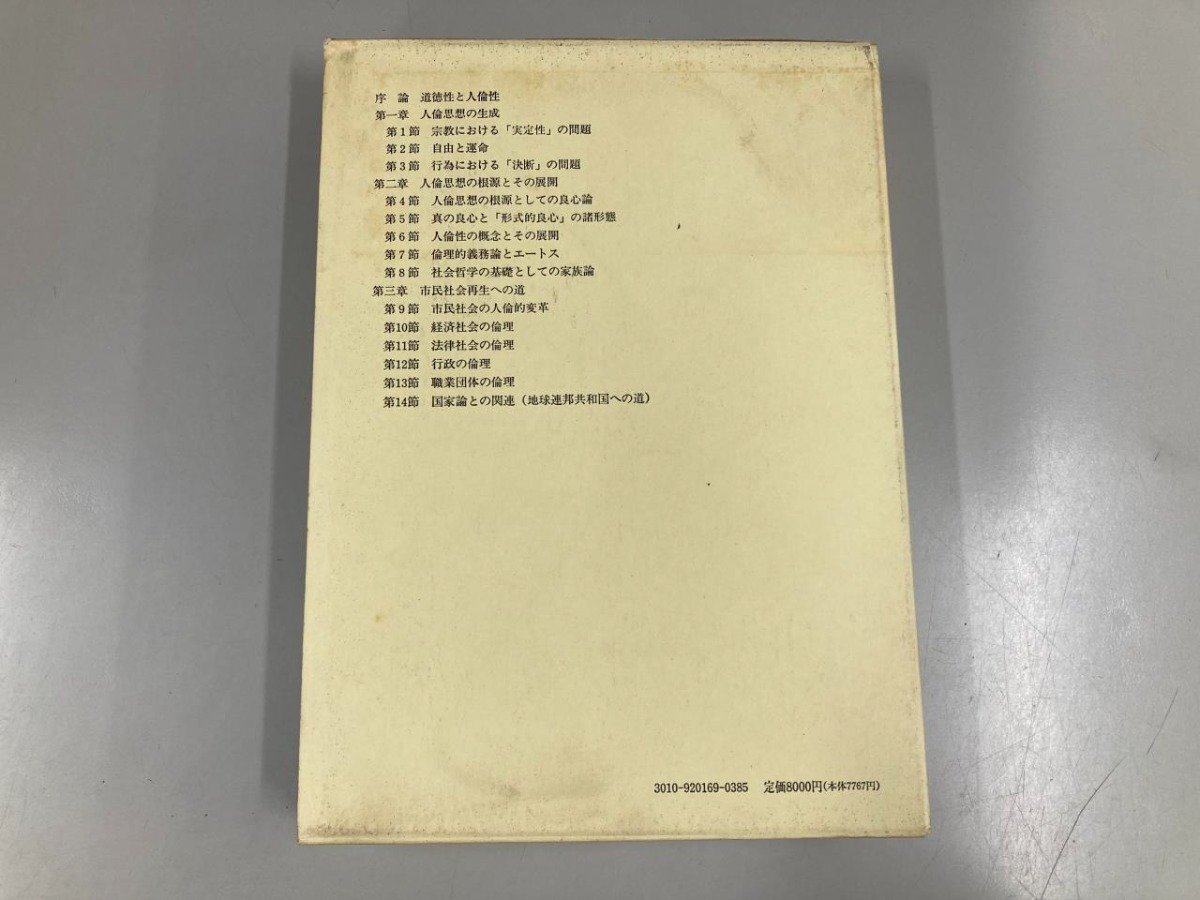 序　論　道徳性と人倫性
第一章　人倫思想の生成
第1節　宗教における「実定性」の問題
第2節　自由と運命
第3節　行為における「決断」の問題
第二章　人倫思想の根源とその展開
第4節　人倫思想の根源としての良心論
第5節　真の良心と「形式的良心」の諸形態
第6節　人倫性の概念とその展開
第7節　倫理的義務論とエートス
第8節　社会哲学の基礎としての家族論
第三章　市民社会再生への道
第9節　市民社会の人倫的変革
第10節　経済社会の倫理
第11節　法律社会の倫理
第12節　行政の倫理
第13節　職業団体の倫理
第14節　国家論との関連（地球連邦共和国への道）
3010-920169-0385　定価8000円（本体7767円）